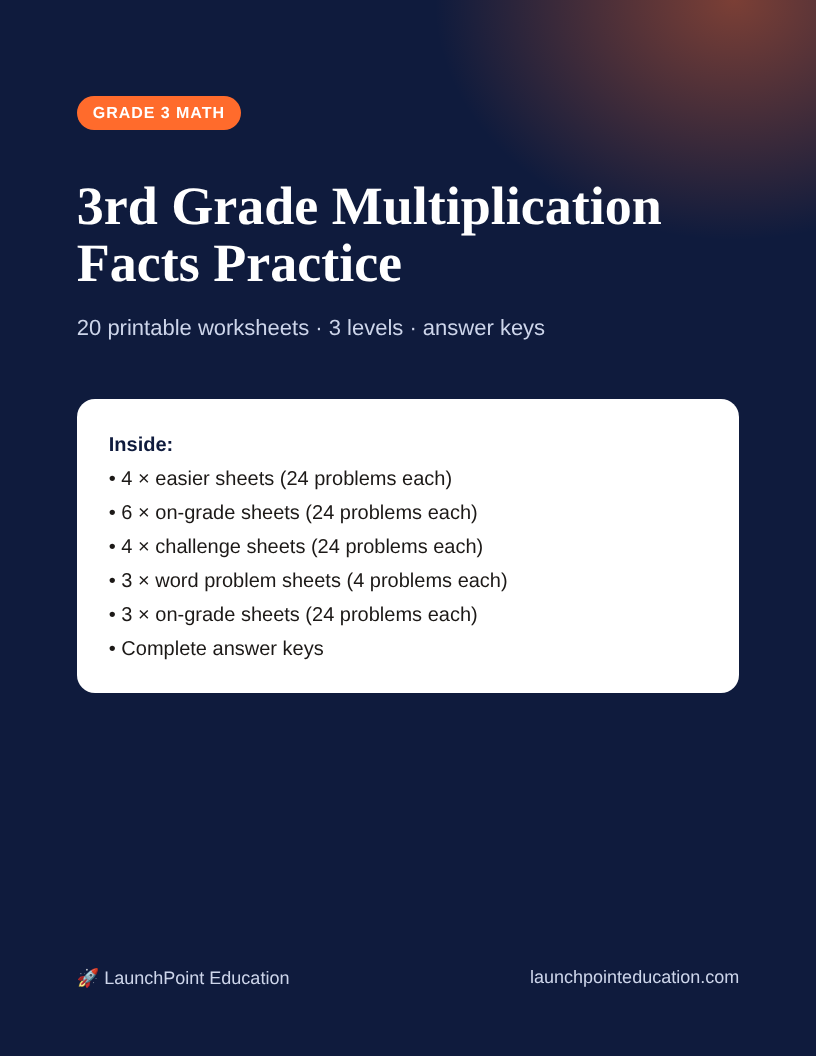 GRADE 3 MATH
3rd Grade Multiplication
Facts Practice
20 printable worksheets · 3 levels · answer keys
Inside:
• 4 × easier sheets (24 problems each)
• 6 × on-grade sheets (24 problems each)
• 4 × challenge sheets (24 problems each)
• 3 × word problem sheets (4 problems each)
• 3 × on-grade sheets (24 problems each)
• Complete answer keys
🚀 LaunchPoint Education
launchpointeducation.com